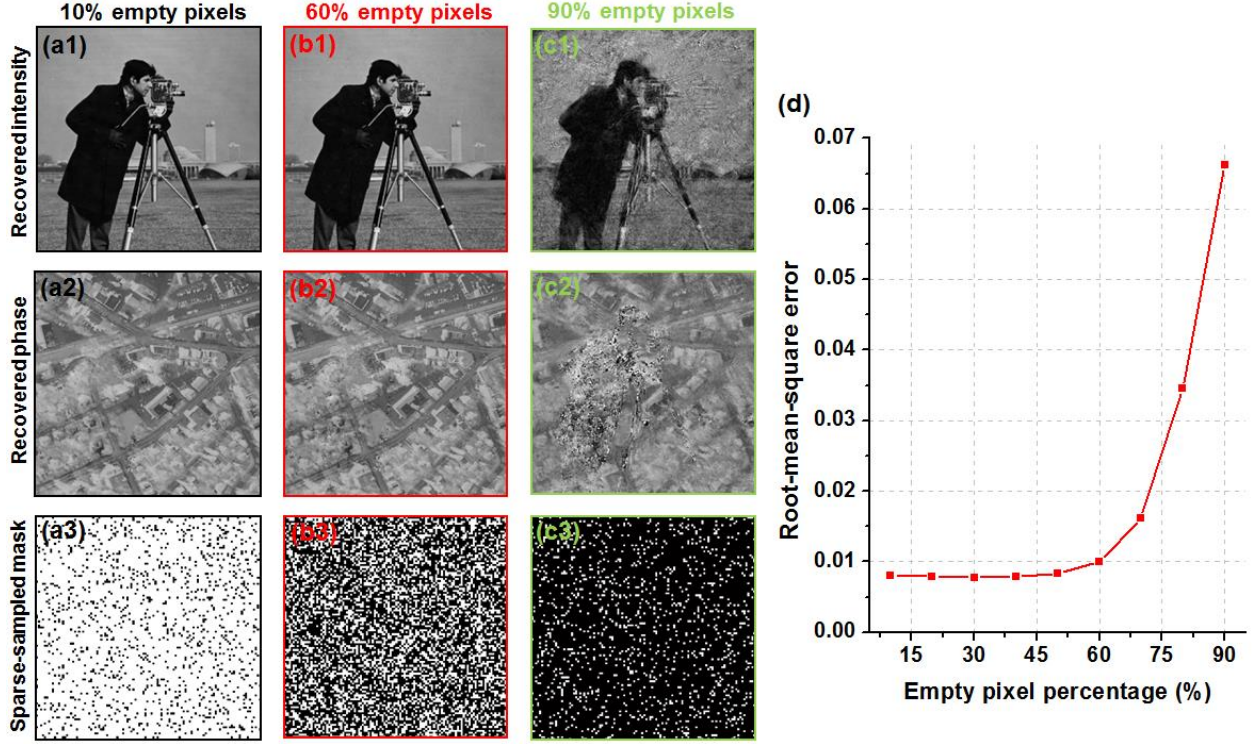 10% empty pixels
60% empty pixels
90% empty pixels
Recovered intensity
(a1)
(b1)
(c1)
Recovered phase
(a2)
(b2)
(c2)
Sparse-sampled mask
(a3)
(b3)
(c3)
(d)
Root-mean-square error
0.07
0.06
0.05
0.04
0.03
0.02
0.01
0.00
15 30 45 60 75 90
Empty pixel percentage (%)